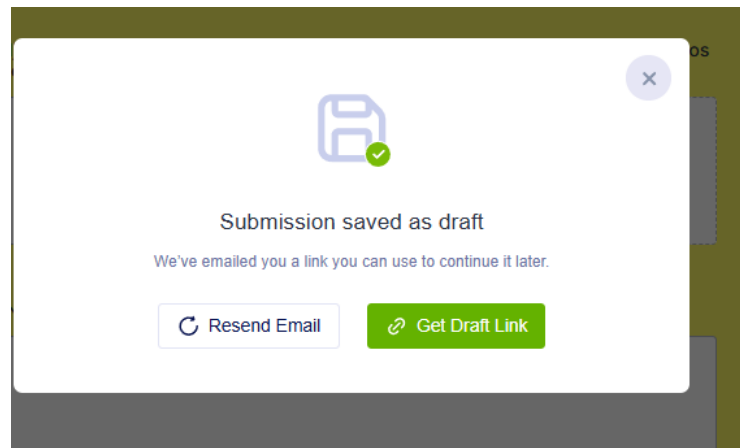 Submission saved as draft
We've emailed you a link you can use to continue it later.
Resend Email
Get Draft Link